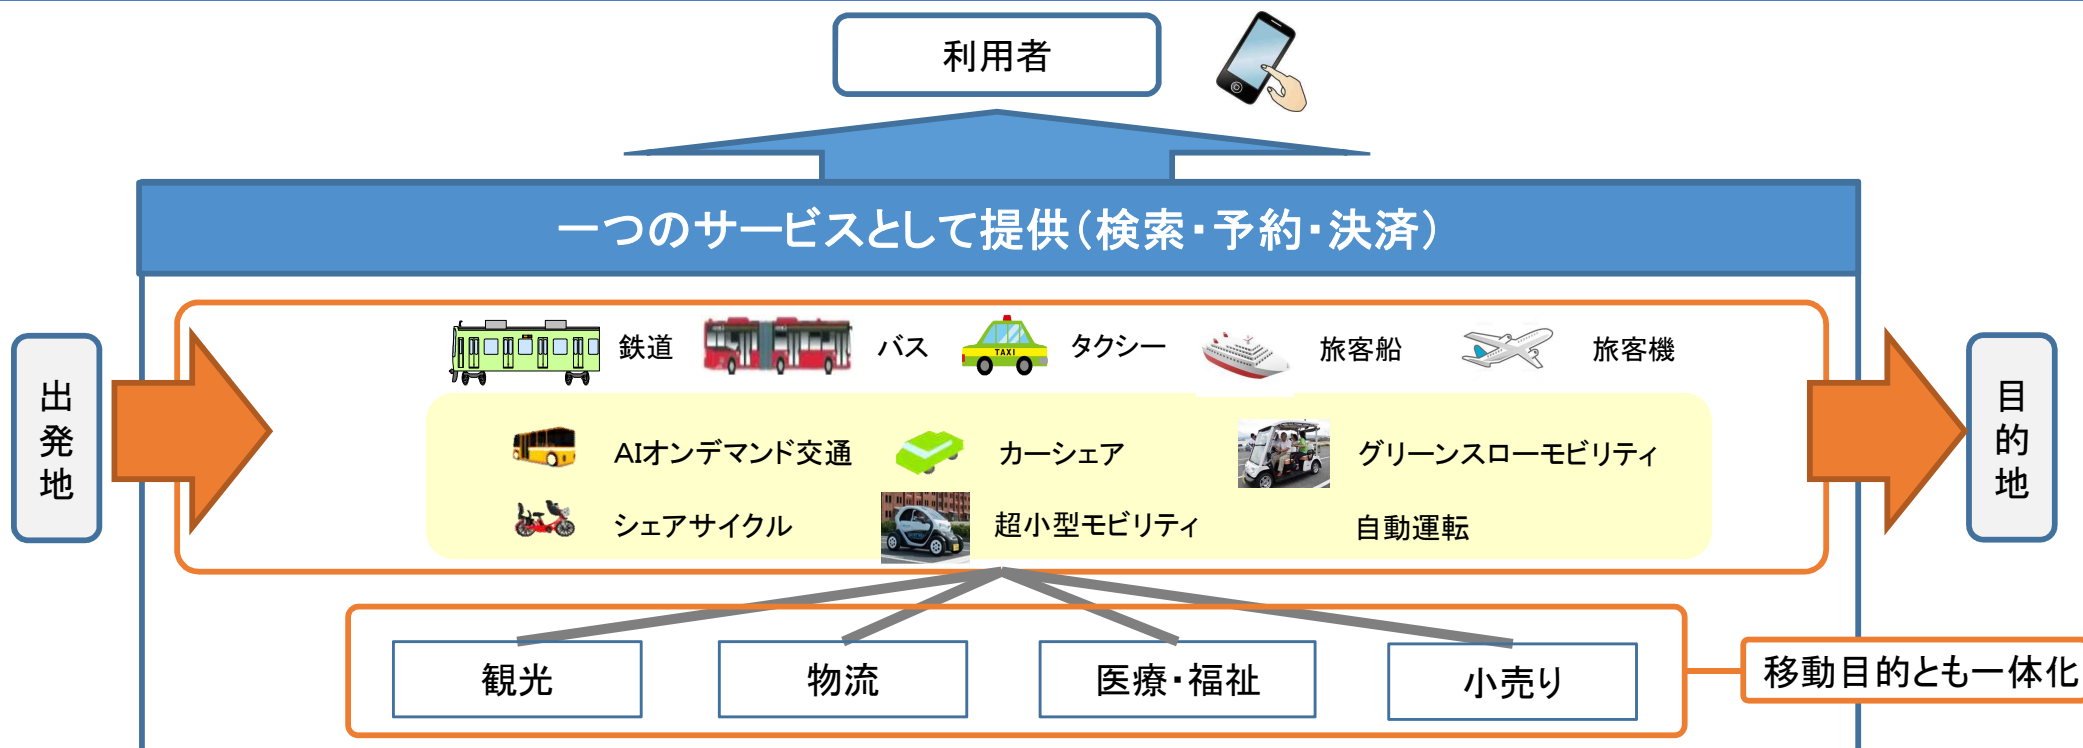 利用者
一つのサービスとして提供（検索・予約・決済）
出発地
鉄道
バス
TAXI
タクシー
旅客船
旅客機
AIオンデマンド交通
カーシェア
グリーンスローモビリティ
シェアサイクル
超小型モビリティ
自動運転
目的地
観光
物流
医療・福祉
小売り
移動目的とも一体化